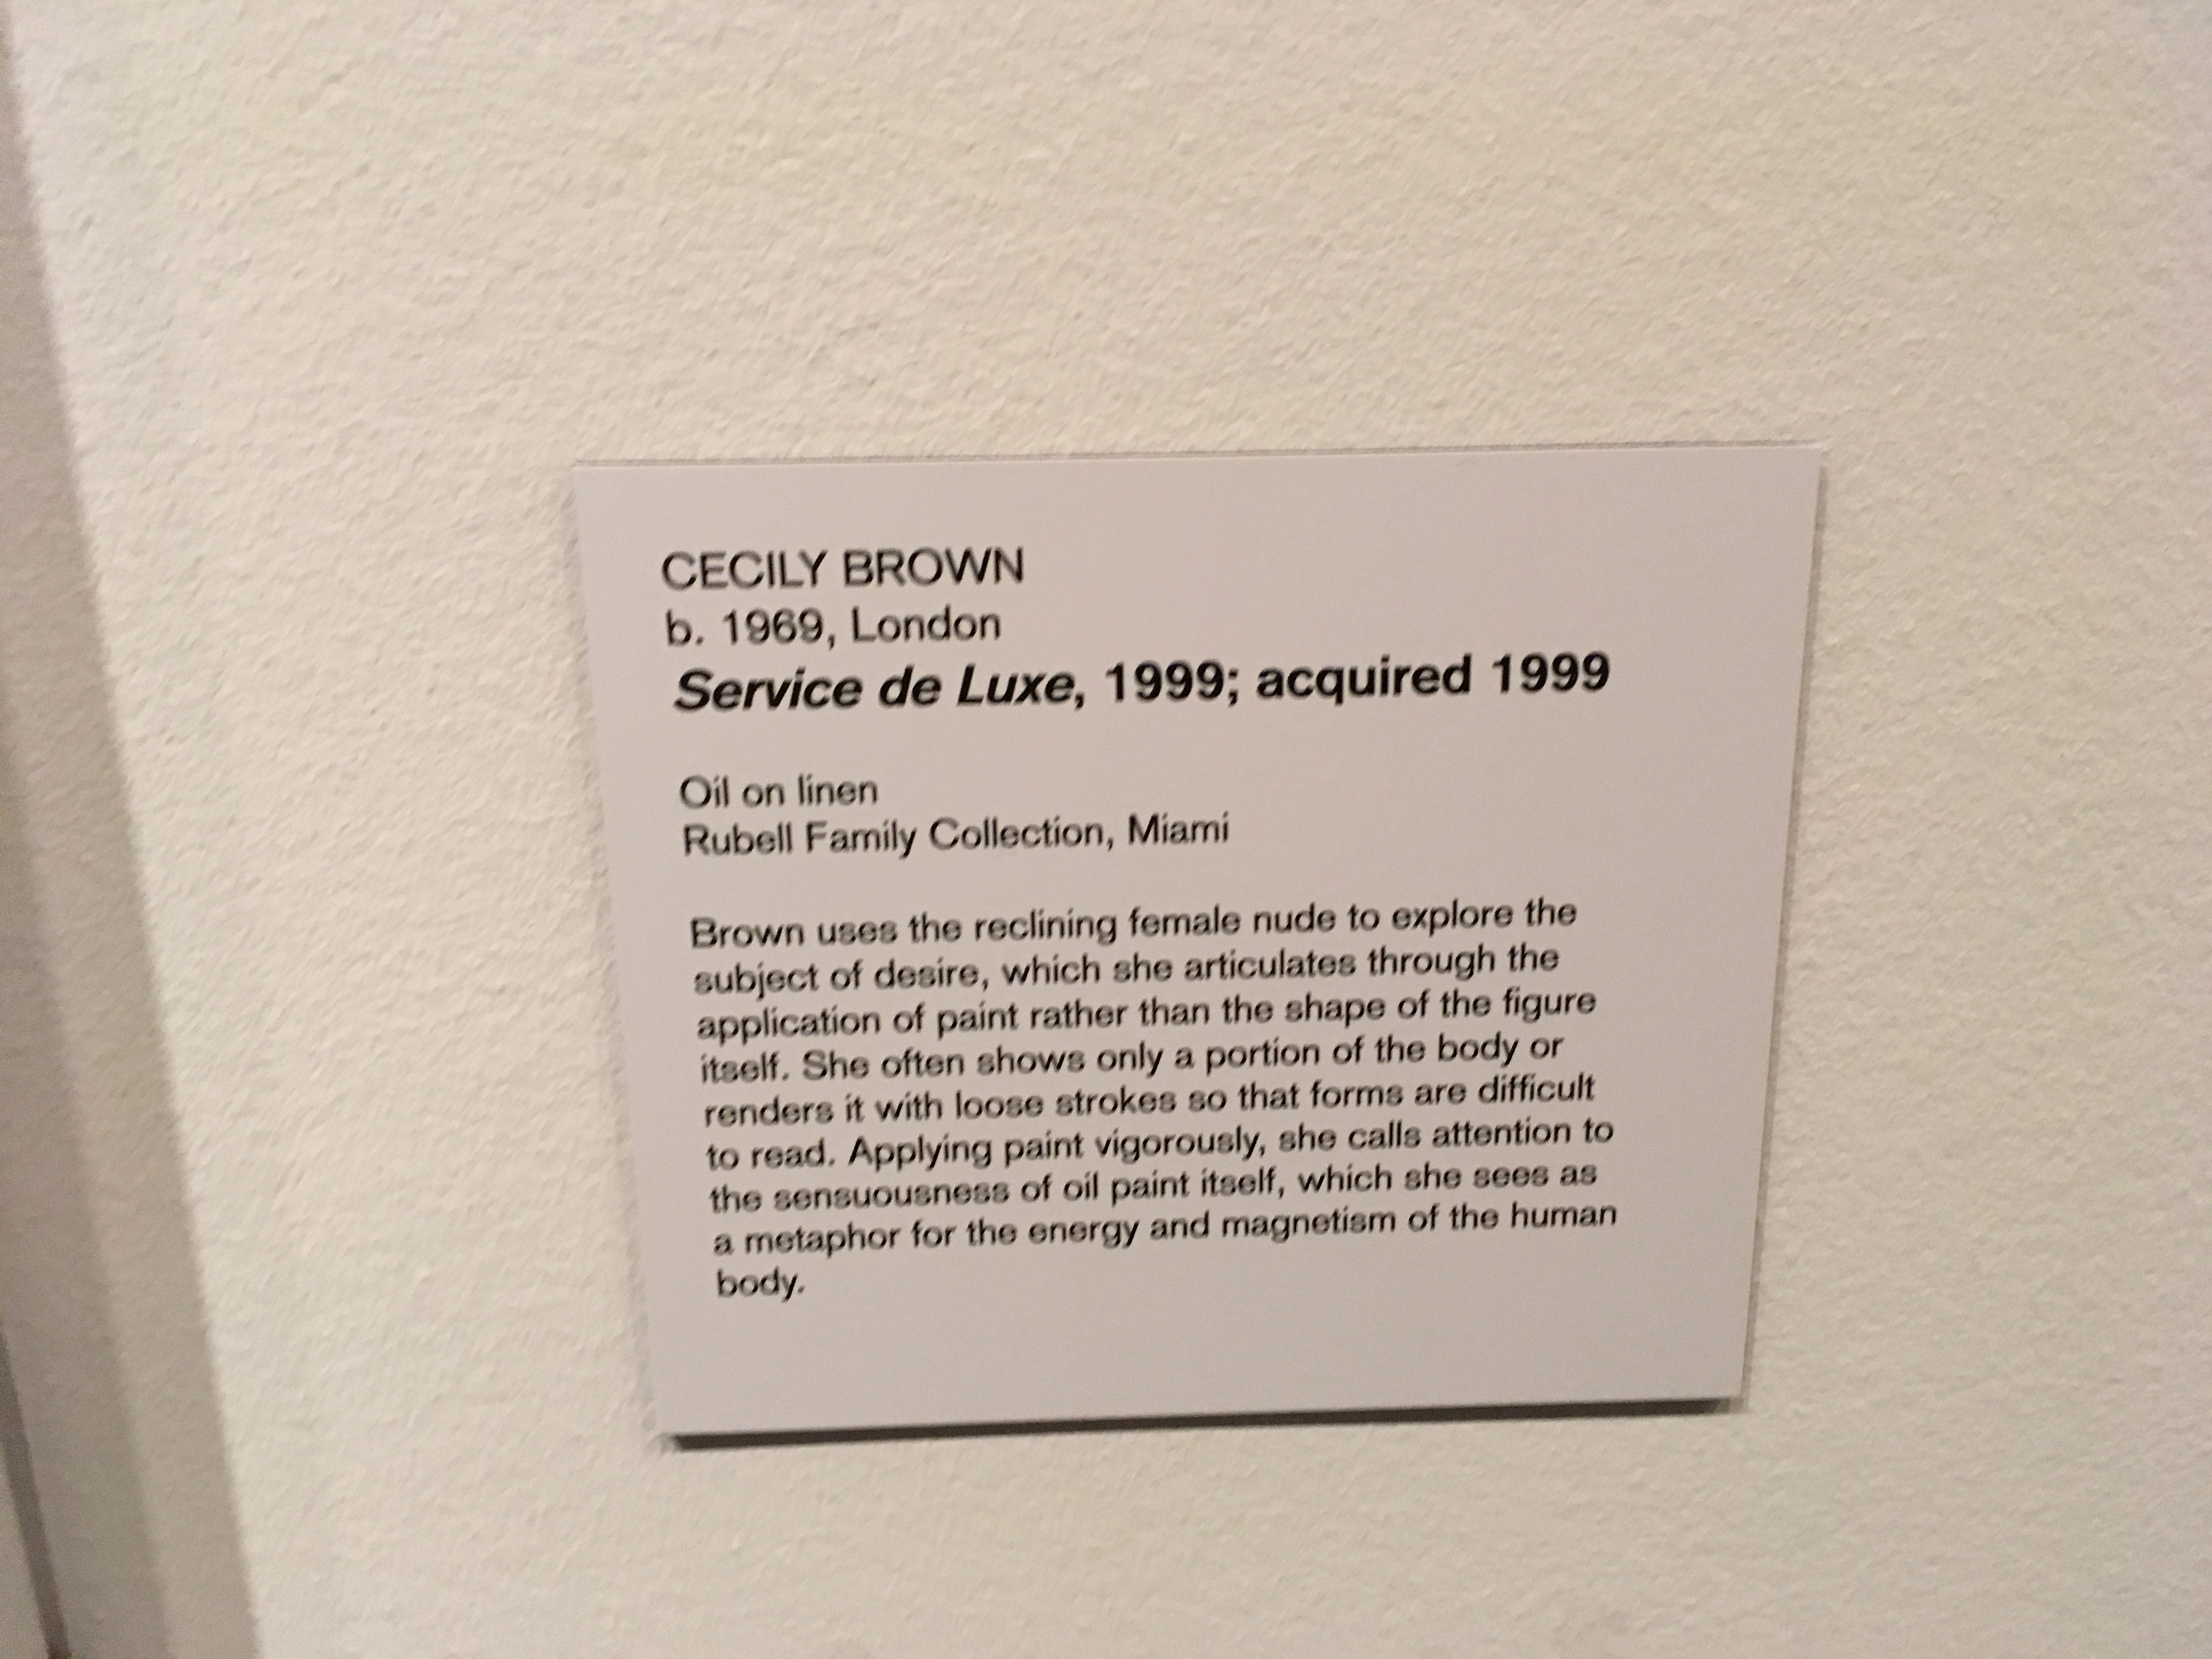 CECILY BROWN
b. 1969, London
Service de Luxe, 1999; acquired 1999
Oil on linen
Rubell Family Collection, Miami
Brown uses the reclining female nude to explore the
subject of desire, which she articulates through the
application of paint rather than the shape of the figure
itself. She often shows only a portion of the body or
renders it with loose strokes so that forms are difficult
to read. Applying paint vigorously, she calls attention to
the sensuousness of oil paint itself, which she sees as
a metaphor for the energy and magnetism of the human
body.